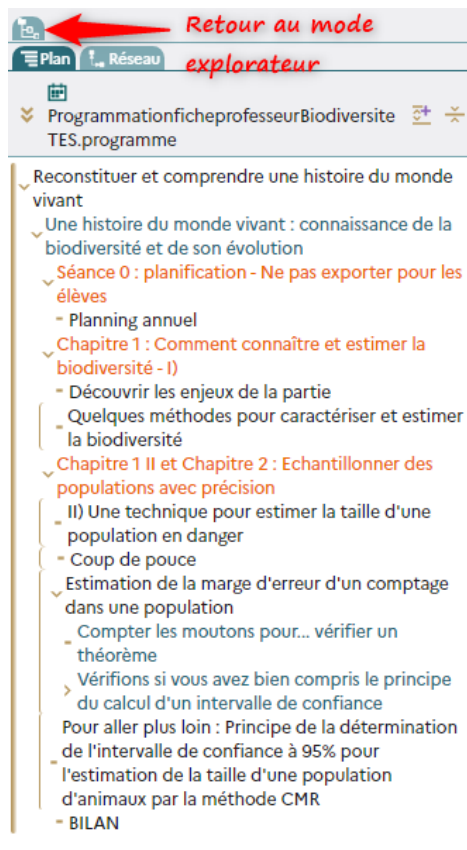 Retour au mode
explorateur
Plan Réseau
ProgrammationficheprofesseurBiodiversite
TES.programme
Reconstituer et comprendre une histoire du monde
vivant
Une histoire du monde vivant : connaissance de la
biodiversité et de son évolution
Séance 0 : planification - Ne pas exporter pour les
élèves
Planning annuel
Chapitre 1 : Comment connaître et estimer la
biodiversité - I)
Découvrir les enjeux de la partie
Quelques méthodes pour caractériser et estimer
la biodiversité
Chapitre 1 II et Chapitre 2 : Echantillonner des
populations avec précision
II) Une technique pour estimer la taille d'une
population en danger
Coup de pouce
Estimation de la marge d'erreur d'un comptage
dans une population
Compter les moutons pour... vérifier un
théorème
Vérifions si vous avez bien compris le principe
du calcul d'un intervalle de confiance
Pour aller plus loin : Principe de la détermination
de l'intervalle de confiance à 95% pour
l'estimation de la taille d'une population
d'animaux par la méthode CMR
BILAN